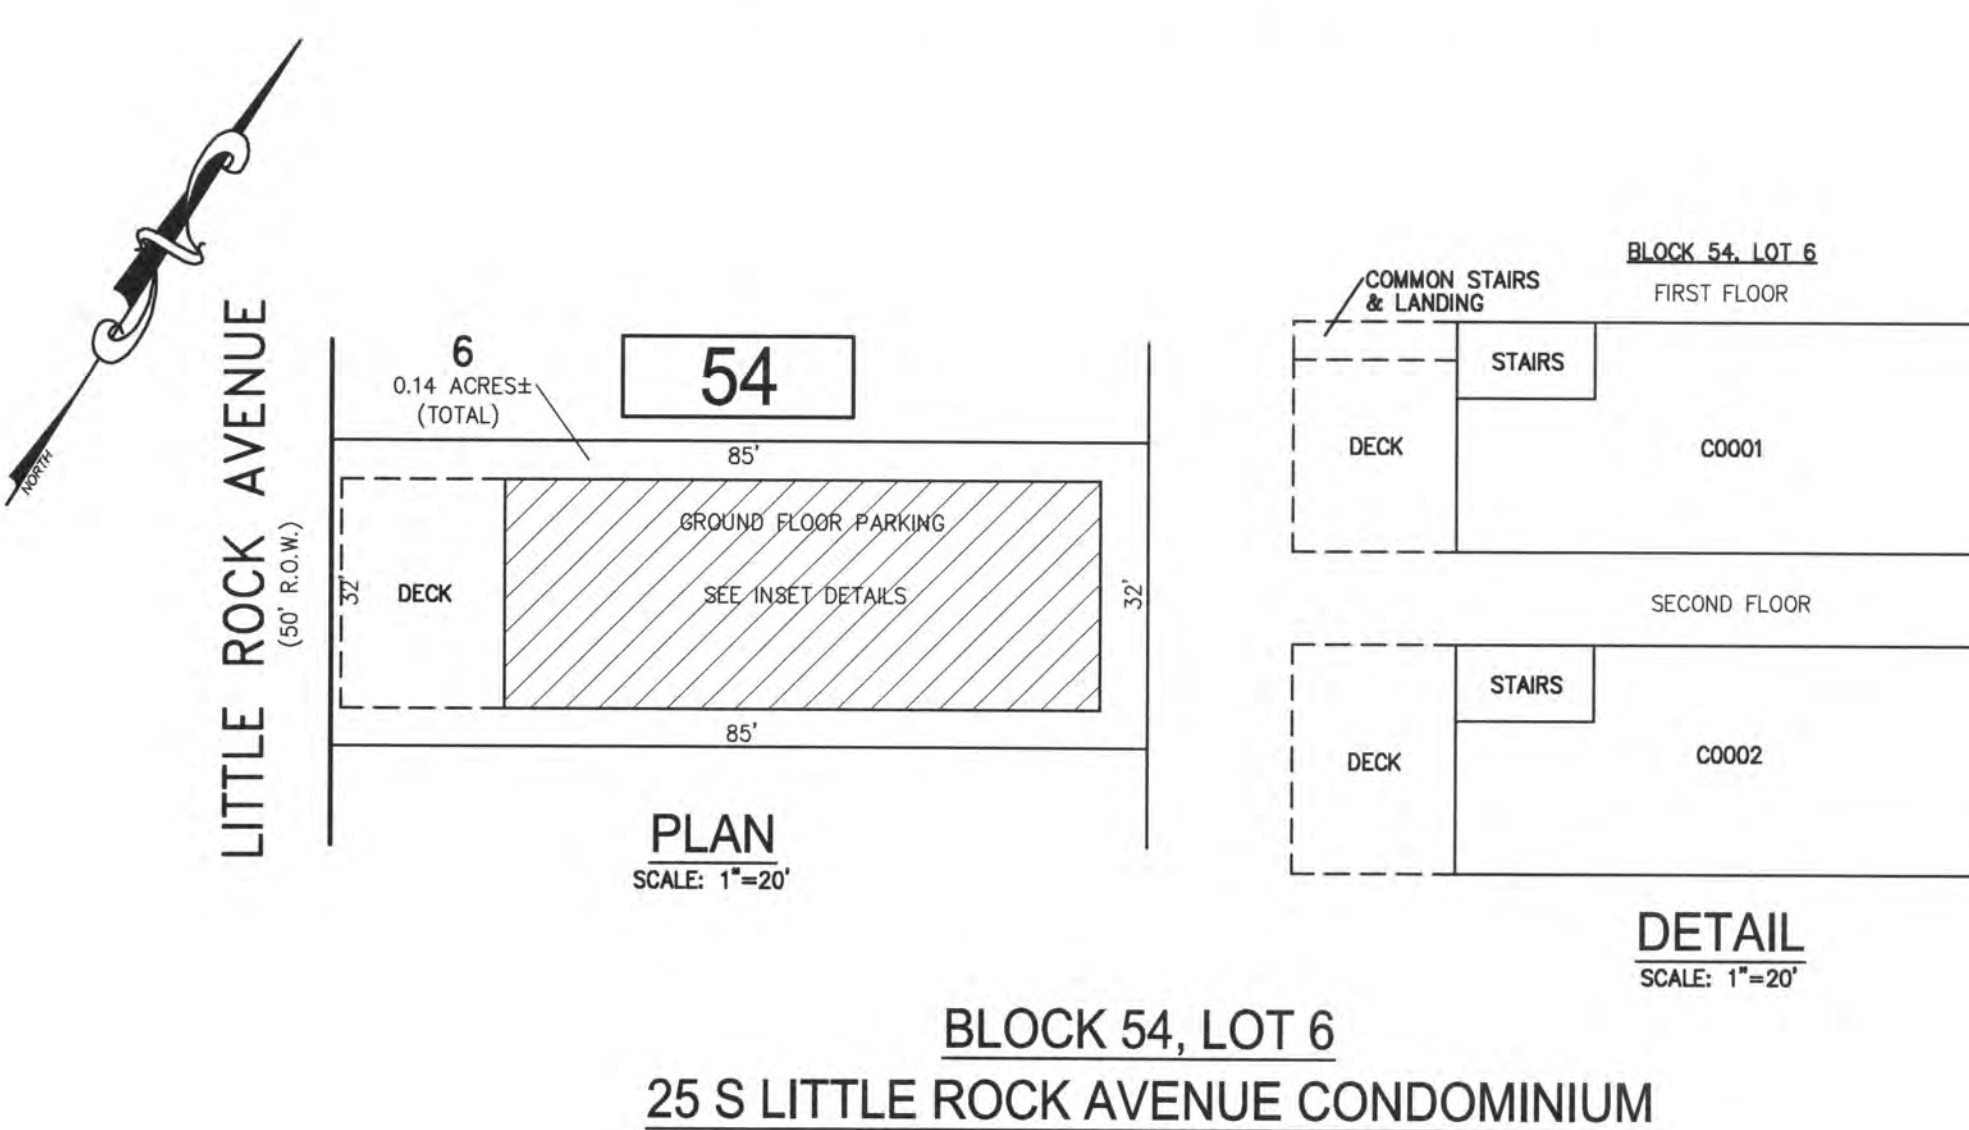 NORTH
LITTLE ROCK AVENUE
(50' R.O.W.)
6
0.14 ACRES±
(TOTAL)
54
85'
GROUND FLOOR PARKING
32'
DECK
SEE INSET DETAILS
32'
85'
PLAN
SCALE: 1"=20'
BLOCK 54, LOT 6
FIRST FLOOR
COMMON STAIRS
& LANDING
STAIRS
DECK
C0001
SECOND FLOOR
STAIRS
DECK
C0002
DETAIL
SCALE: 1"=20'
BLOCK 54, LOT 6
25 S LITTLE ROCK AVENUE CONDOMINIUM